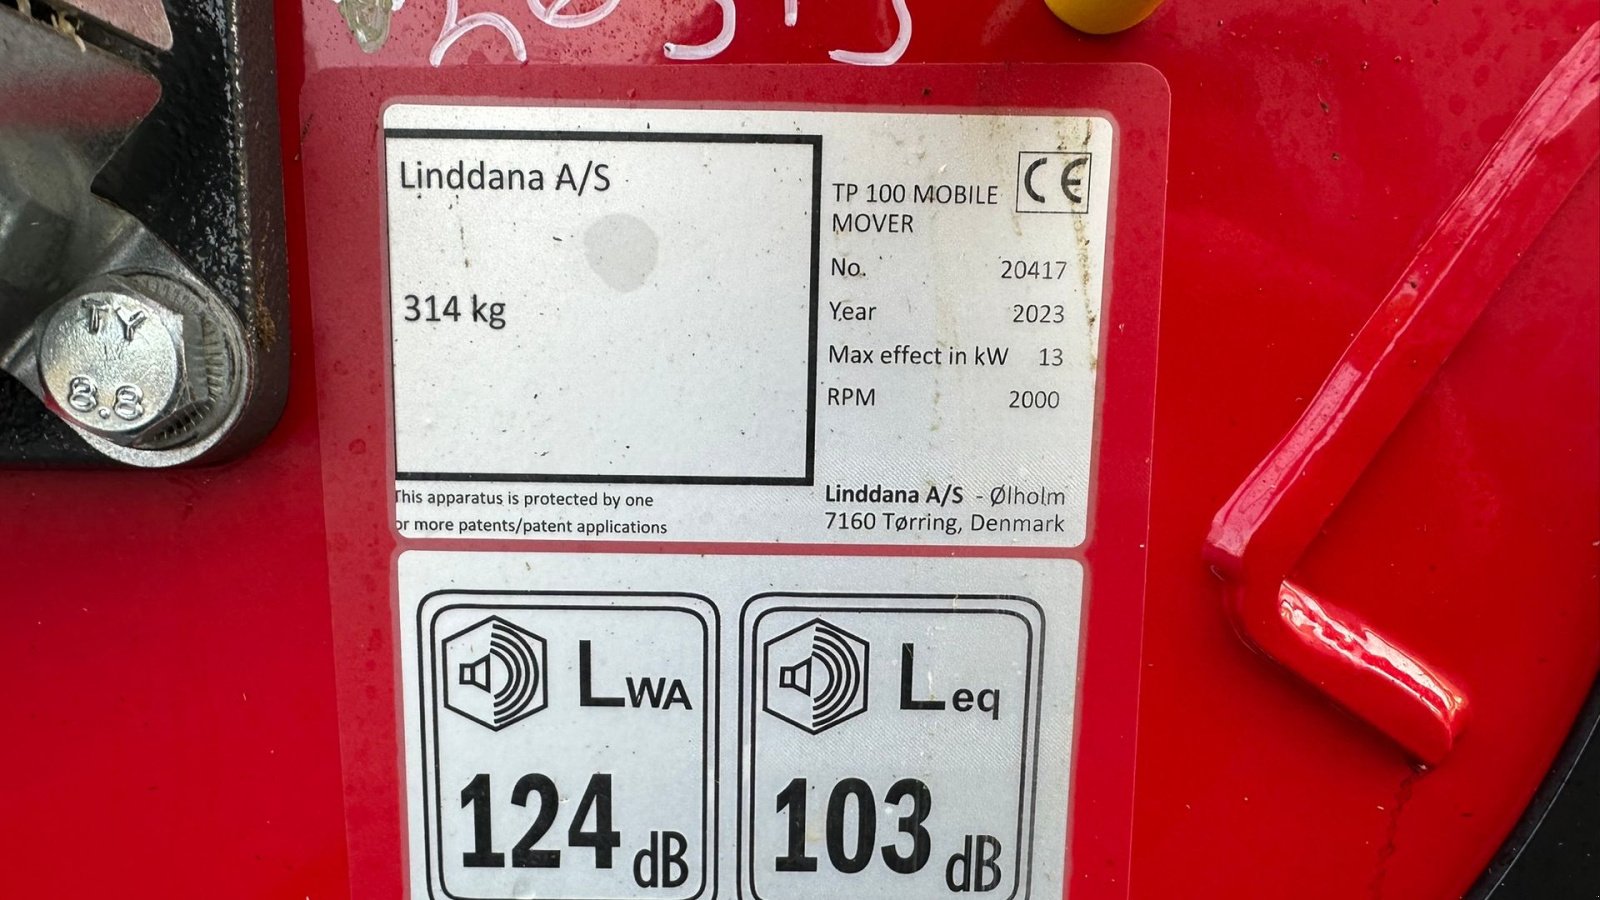 Linddana A/S
314 kg
This apparatus is protected by one
or more patents/patent applications
TP 100 MOBILE
MOVER
CE
No. 20417
Year 2023
Max effect in kW 13
RPM 2000
Linddana A/S - Ølholm
7160 Tørring, Denmark
LWA
124 dB
Leq
103 dB
TY
8.8